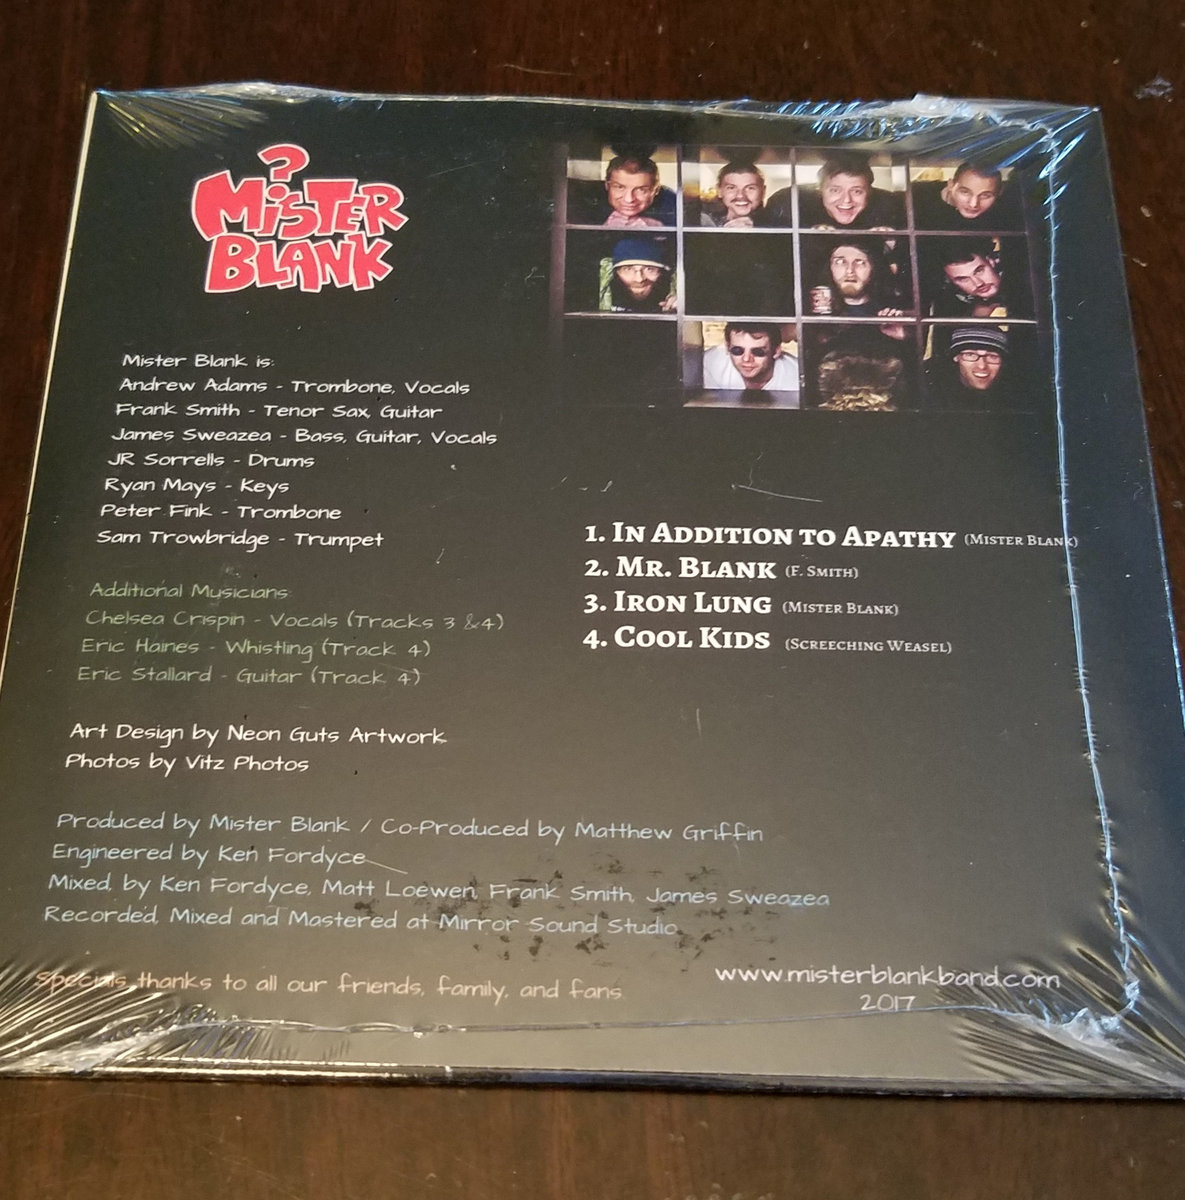 ?
MISTER
BLANK
Mister Blank is:
Andrew Adams - Trombone, Vocals
Frank Smith - Tenor Sax, Guitar
James Sweazea - Bass, Guitar, Vocals
JR Sorrells - Drums
Ryan Mays - Keys
Peter Fink - Trombone
Sam Trowbridge - Trumpet
Additional Musicians:
Chelsea Crispin - Vocals (Tracks 3 &4)
Eric Haines - Whistling (Track 4)
Eric Stallard - Guitar (Track 4)
Art Design by Neon Guts Artwork
Photos by Vitz Photos
1. In Addition to Apathy (Mister Blank)
2. Mr. Blank (F. Smith)
3. Iron Lung (Mister Blank)
4. Cool Kids (Screeching Weasel)
Produced by Mister Blank / Co-Produced by Matthew Griffin
Engineered by Ken Fordyce
Mixed by Ken Fordyce, Matt Loewen, Frank Smith, James Sweazea
Recorded, Mixed and Mastered at Mirror Sound Studio
Specials thanks to all our friends, family, and fans
www.misterblankband.com
2017